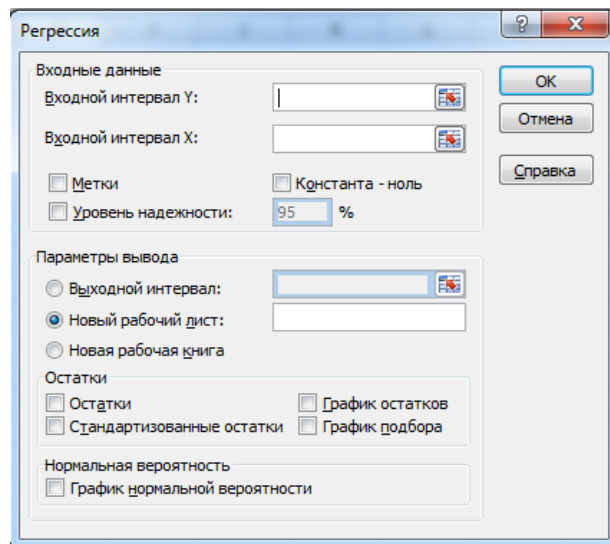 Регрессия
?
Входные данные
Входной интервал Y:
Входной интервал X:
Метки
Константа - ноль
Уровень надежности:
95
%
ОК
Отмена
Справка
Параметры вывода
Выходной интервал:
Новый рабочий лист:
Новая рабочая книга
Остатки
Остатки
График остатков
Стандартизованные остатки
График подбора
Нормальная вероятность
График нормальной вероятности